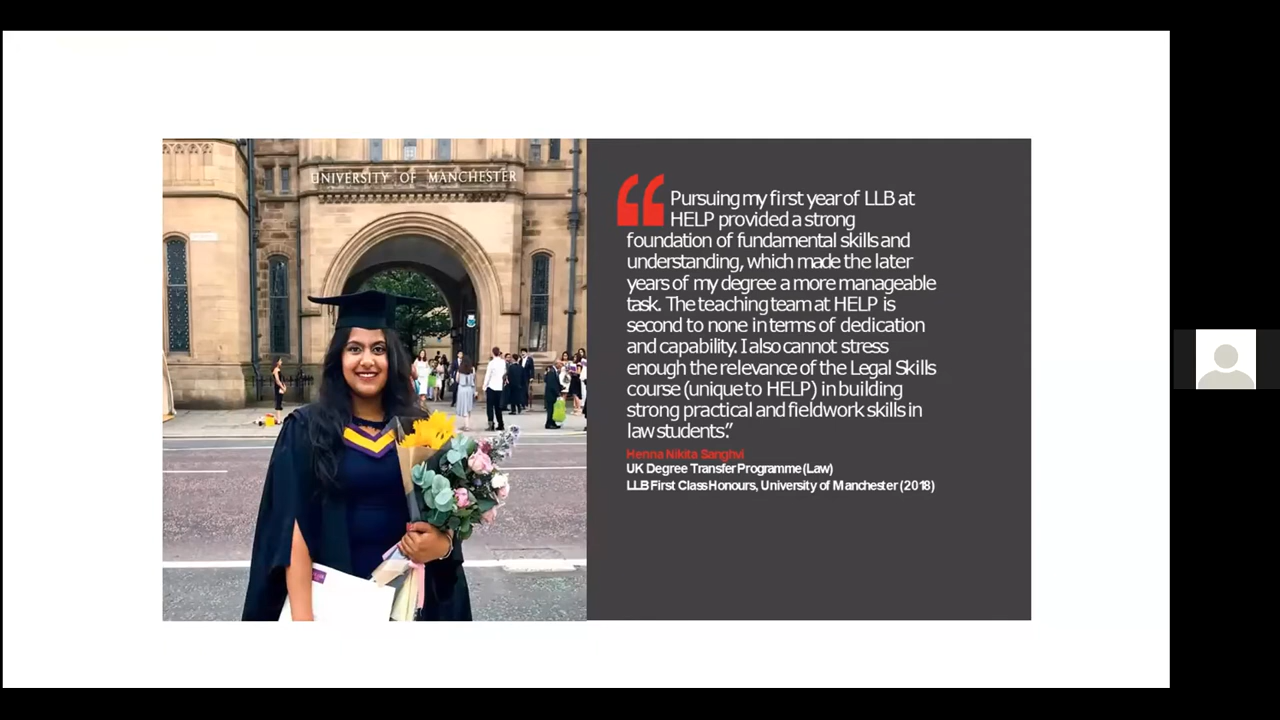 UNIVERSITY OF MANCHESTER
“Pursuing my first year of LLB at
HELP provided a strong
foundation of fundamental skills and
understanding, which made the later
years of my degree a more manageable
task. The teaching team at HELP is
second to none in terms of dedication
and capability. I also cannot stress
enough the relevance of the Legal Skills
course (unique to HELP) in building
strong practical and fieldwork skills in
law students.”
Henna Nikita Sanghvi
UK Degree Transfer Programme (Law)
LLB First Class Honours, University of Manchester (2018)